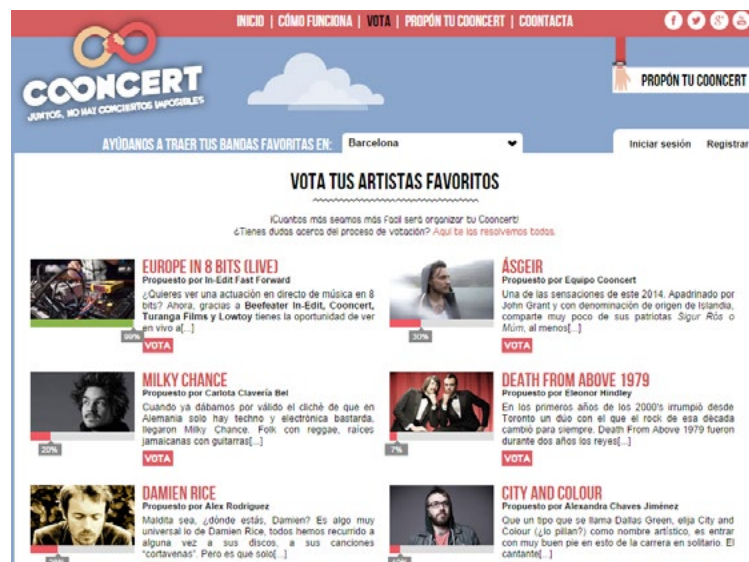 INICIO | CÓMO FUNCIONA | VOTA | PROPÓN TU COONCERT | COONTACTA
COONCERT
JUNTOS, NO HAY CONCIERTOS IMPOSIBLES
PROPÓN TU COONCERT
AYÚDANOS A TRAER TUS BANDAS FAVORITAS EN:
Barcelona
Iniciar sesión
Registrar
VOTA TUS ARTISTAS FAVORITOS
¡Cuantos más seamos más facil será organizar tu Cooncert!
¿Tienes dudas acerca del proceso de votación? Aquí te las resolvemos todas.
EUROPE IN 8 BITS (LIVE)
Propuesto por In-Edit Fast Forward
¿Quieres ver una actuación en directo de música en 8
bits? Ahora, gracias a Beefeater In-Edit, Cooncert,
Turanga Films y Lowtoy tienes la oportunidad de ver
en vivo a[...]
VOTA
ÁSGEIR
Propuesto por Equipo Cooncert
Una de las sensaciones de este 2014. Apadrinado por
John Grant y con denominación de origen de Islandia,
comparte muy poco de sus patriotas Sigur Rós o
Múm, al menos[...]
30%
VOTA
MILKY CHANCE
Propuesto por Carlota Clavería Bel
Cuando ya dábamos por válido el cliché de que en
Alemania solo hay techno y electrónica bastarda,
llegaron Milky Chance. Folk con reggae, raíces
jamaicanas con guitarras[...]
20%
VOTA
DEATH FROM ABOVE 1979
Propuesto por Eleonor Hindley
En los primeros años de los 2000's irrumpió desde
Toronto un dúo con el que el rock de esa década
cambió para siempre. Death From Above 1979 fueron
durante dos años los reyes[...]
7%
VOTA
DAMIEN RICE
Propuesto por Alex Rodríguez
Maldita sea, ¿dónde estás, Damien? Es algo muy
universal lo de Damien Rice, todos hemos recurrido a
alguna vez a sus discos, a sus canciones
"cortavenas". Pero es que solo[...]
CITY AND COLOUR
Propuesto por Alexandra Chaves Jiménez
Que un tipo que se llama Dallas Green, elija City and
Colour (¿lo pillan?) como nombre artístico, es entrar
con muy buen pie en esto de la carrera en solitario. El
cantante[...]